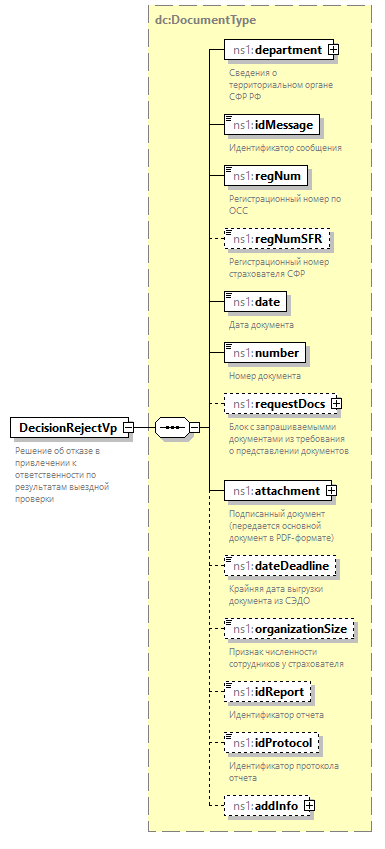 dc:DocumentType
ns1:department
Сведения о
территориальном органе
СФР РФ
ns1:idMessage
Идентификатор сообщения
ns1:regNum
Регистрационный номер по
ОСС
ns1:regNumSFR
Регистрационный номер
страхователя СФР
ns1:date
Дата документа
ns1:number
Номер документа
ns1:requestDocs
Блок с запрашиваемымми
документами из требования
о представлении документов
DecisionRejectVp
Решение об отказе в
привлечении к
ответственности по
результатам выездной
проверки
ns1:attachment
Подписанный документ
(передается основной
документ в PDF-формате)
ns1:dateDeadline
Крайняя дата выгрузки
документа из СЭДО
ns1:organizationSize
Признак численности
сотрудников у страхователя
ns1:idReport
Идентификатор отчета
ns1:idProtocol
Идентификатор протокола
отчета
ns1:addInfo